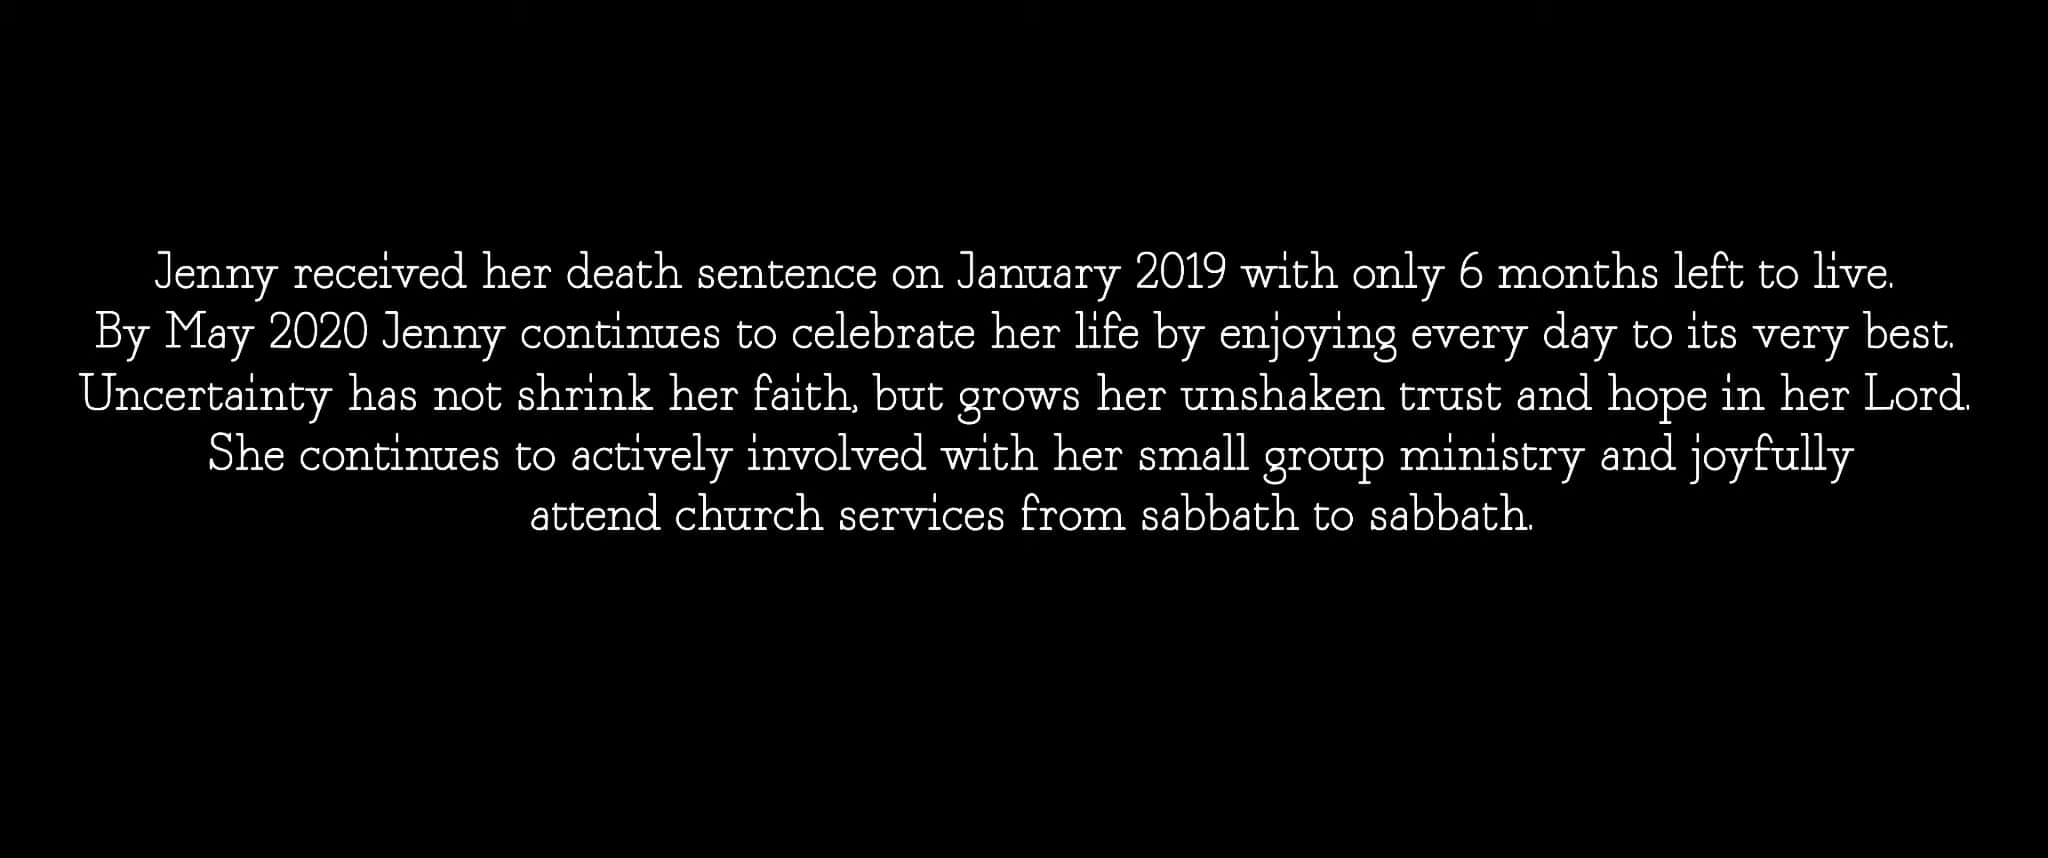 Jenny received her death sentence on January 2019 with only 6 months left to live.
By May 2020 Jenny continues to celebrate her life by enjoying every day to its very best.
Uncertainty has not shrink her faith, but grows her unshaken trust and hope in her Lord.
She continues to actively involved with her small group ministry and joyfully
attend church services from sabbath to sabbath.